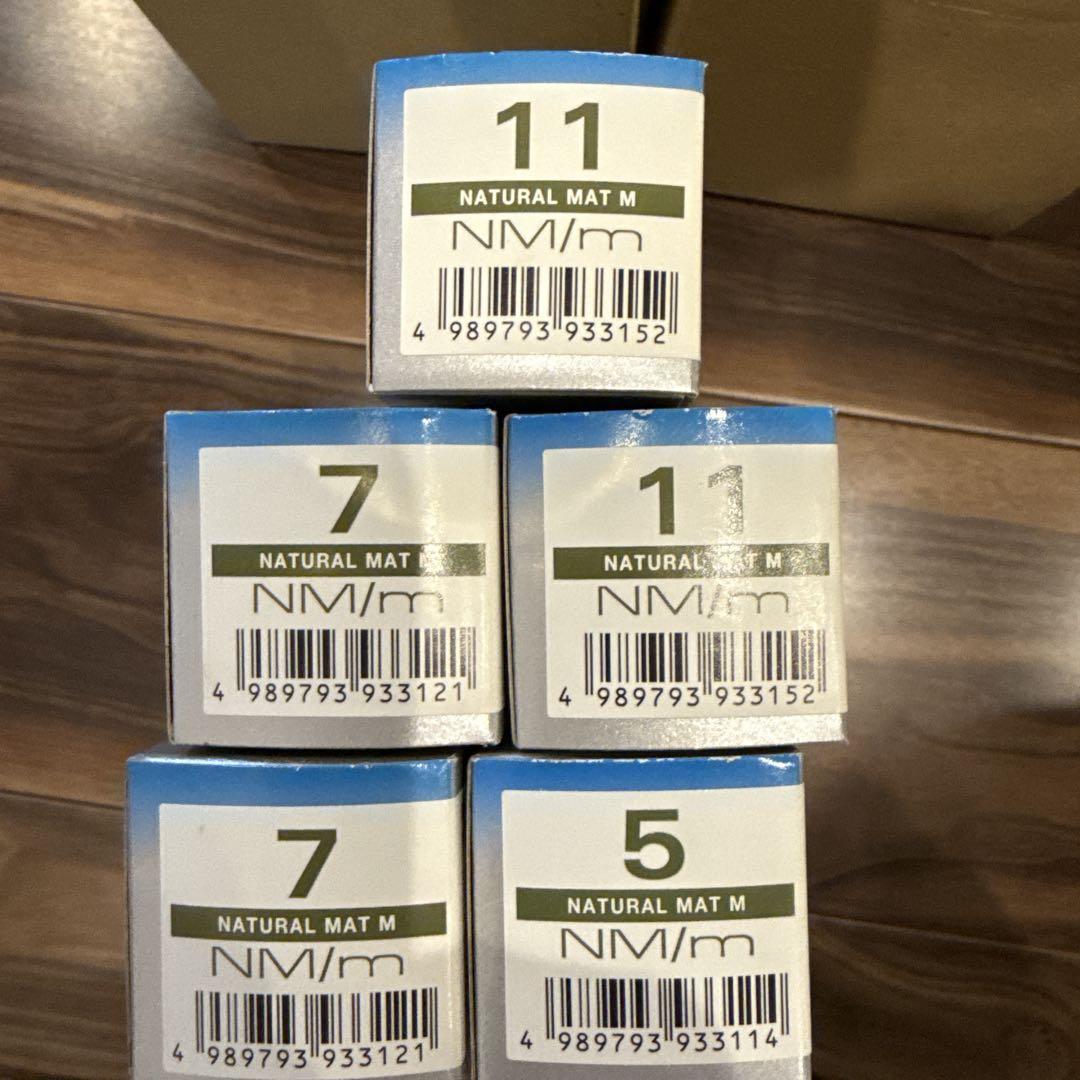 11
NATURAL MAT M
NM/m
4 989793 933152
7
NATURAL MAT M
NM/m
4 989793 933121
11
NATURAL MAT M
NM/m
4 989793 933152
7
NATURAL MAT M
NM/m
4 989793 933121
5
NATURAL MAT M
NM/m
4 989793 933114